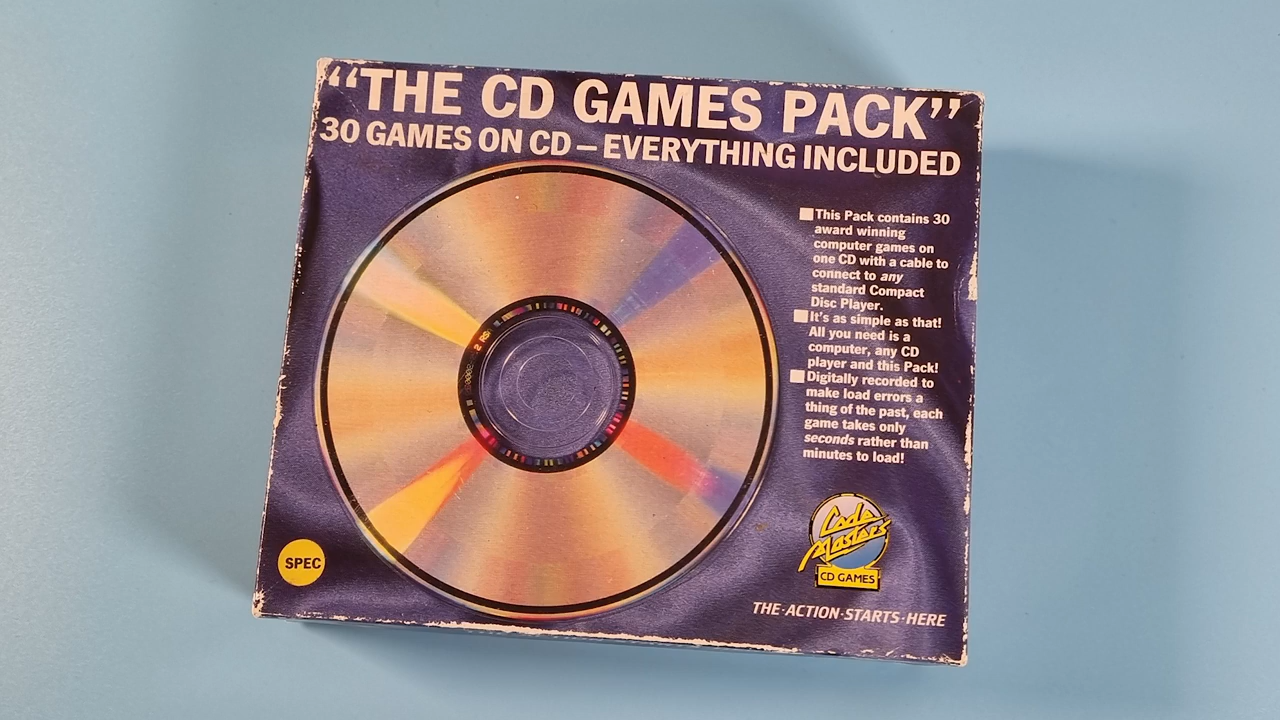 “THE CD GAMES PACK”
30 GAMES ON CD – EVERYTHING INCLUDED
This Pack contains 30
award winning
computer games on
one CD with a cable to
connect to any
standard Compact
Disc Player.
It's as simple as that!
All you need is a
computer, any CD
player and this Pack!
Digitally recorded to
make load errors a
thing of the past, each
game takes only
seconds rather than
minutes to load!
SPEC
Code
Masters
CD GAMES
THE·ACTION·STARTS·HERE